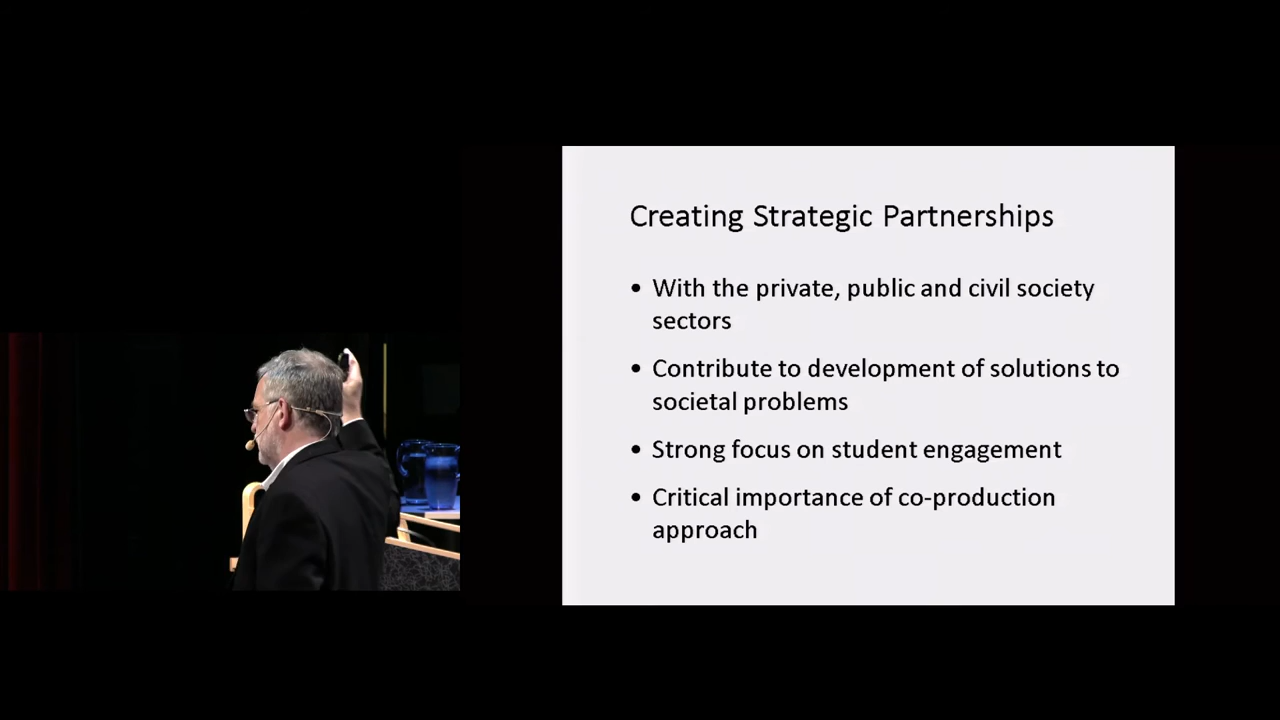 Creating Strategic Partnerships
• With the private, public and civil society
sectors
• Contribute to development of solutions to
societal problems
• Strong focus on student engagement
• Critical importance of co-production
approach